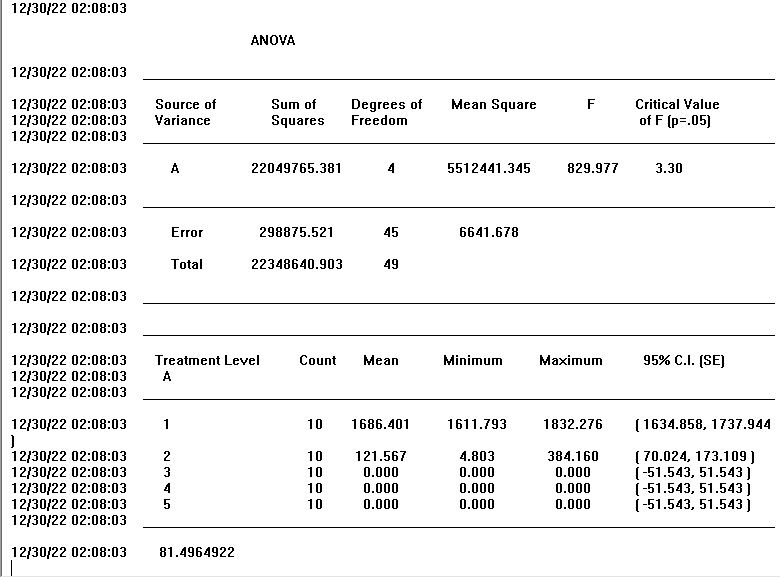 12/30/22 02:08:03
ANOVA
12/30/22 02:08:03
12/30/22 02:08:03 Source of Sum of Degrees of Mean Square F Critical Value
12/30/22 02:08:03 Variance Squares Freedom of F (p=.05)
12/30/22 02:08:03
12/30/22 02:08:03 A 22049765.381 4 5512441.345 829.977 3.30
12/30/22 02:08:03
12/30/22 02:08:03 Error 298875.521 45 6641.678
12/30/22 02:08:03 Total 22348640.903 49
12/30/22 02:08:03
12/30/22 02:08:03
12/30/22 02:08:03 Treatment Level Count Mean Minimum Maximum 95% C.I. (SE)
12/30/22 02:08:03 A
12/30/22 02:08:03
12/30/22 02:08:03 1 10 1686.401 1611.793 1832.276 ( 1634.858, 1737.944
)
12/30/22 02:08:03 2 10 121.567 4.803 384.160 ( 70.024, 173.109 )
12/30/22 02:08:03 3 10 0.000 0.000 0.000 ( -51.543, 51.543 )
12/30/22 02:08:03 4 10 0.000 0.000 0.000 ( -51.543, 51.543 )
12/30/22 02:08:03 5 10 0.000 0.000 0.000 ( -51.543, 51.543 )
12/30/22 02:08:03
12/30/22 02:08:03 81.4964922